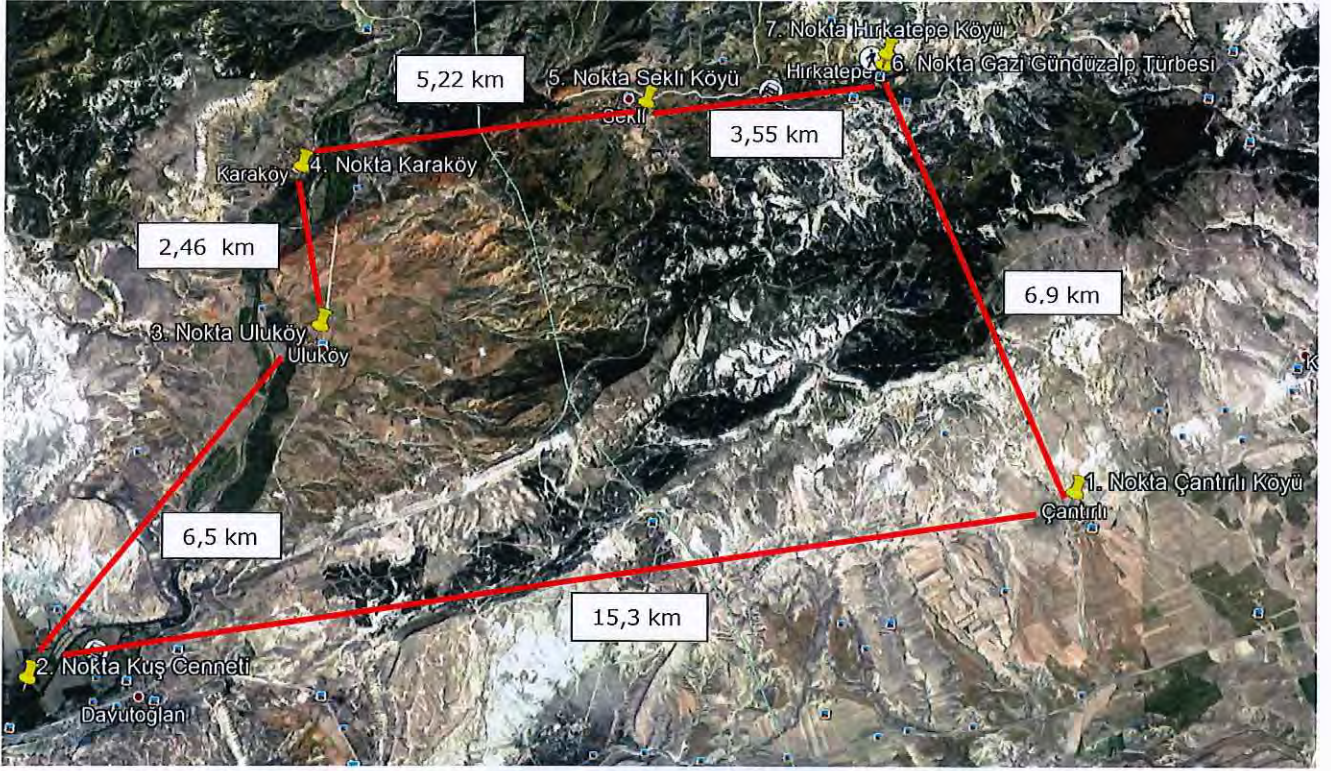 7. Nokta Hırkatepe Köyü
Hırkatepe
6. Nokta Gazi Gündüzalp Türbesi
5,22 km
5. Nokta Sekli Köyü
Sekli
3,55 km
Karaköy
4. Nokta Karaköy
2,46 km
6,9 km
3. Nokta Uluköy
Uluköy
1. Nokta Çantırlı Köyü
Çantırlı
6,5 km
15,3 km
2. Nokta Kuş Cenneti
Davutoğlan